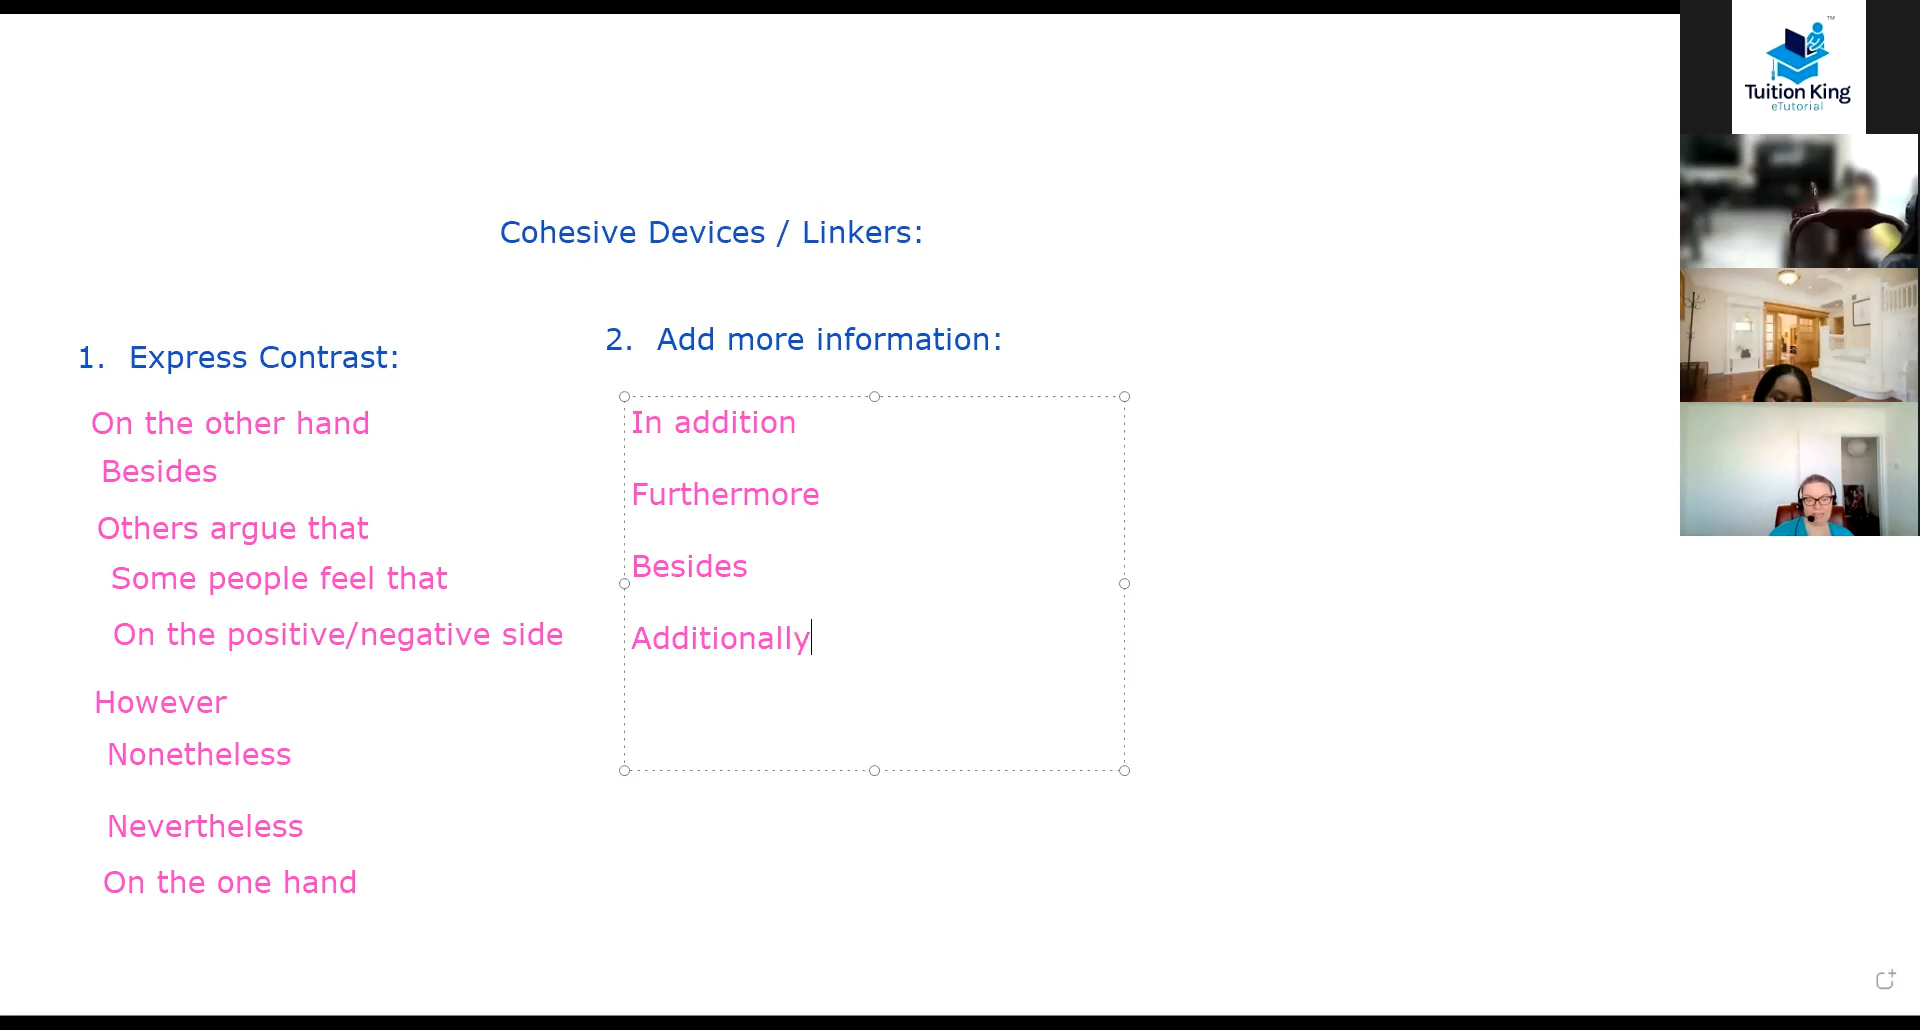 Cohesive Devices / Linkers:
1. Express Contrast:
On the other hand
Besides
Others argue that
Some people feel that
On the positive/negative side
However
Nonetheless
Nevertheless
On the one hand
2. Add more information:
In addition
Furthermore
Besides
Additionally
TM
Tuition King
eTutorial